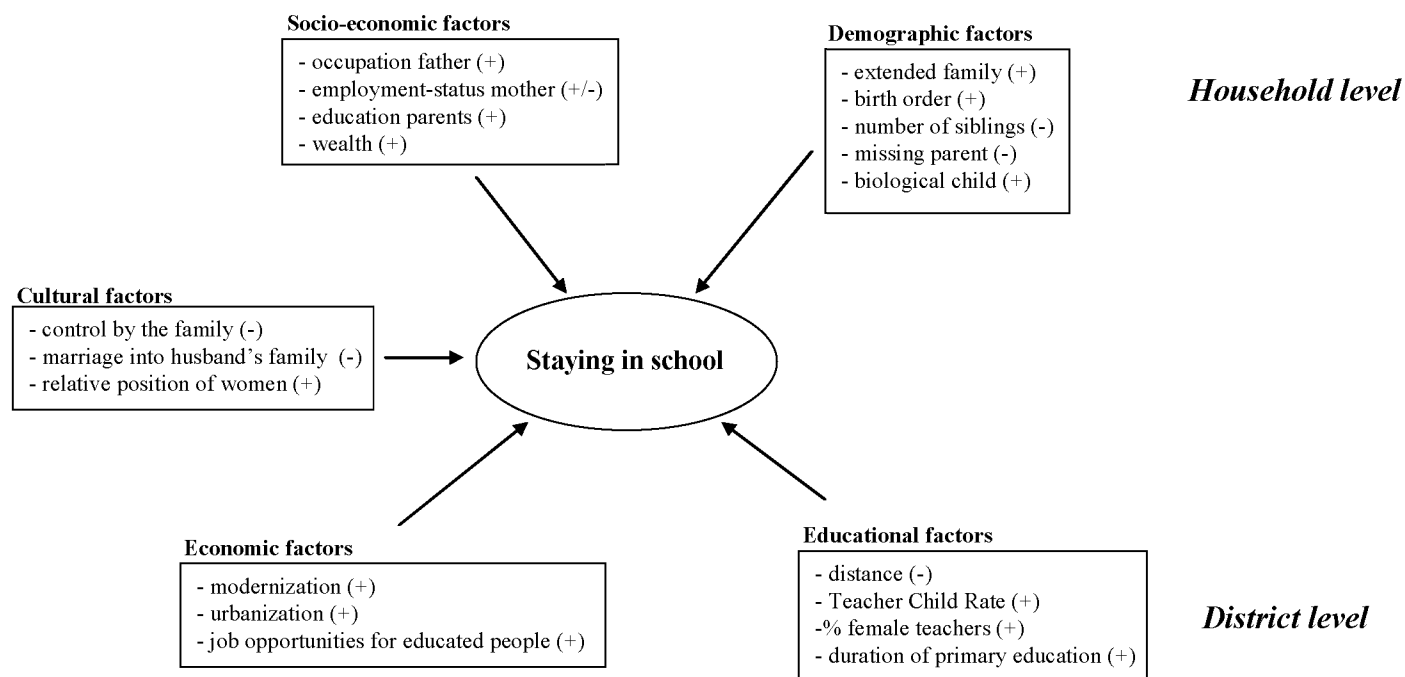 Socio-economic factors
- occupation father (+)
- employment-status mother (+/-)
- education parents (+)
- wealth (+)
Demographic factors
- extended family (+)
- birth order (+)
- number of siblings (-)
- missing parent (-)
- biological child (+)
Household level
Cultural factors
- control by the family (-)
- marriage into husband’s family (-)
- relative position of women (+)
Staying in school
Economic factors
- modernization (+)
- urbanization (+)
- job opportunities for educated people (+)
Educational factors
- distance (-)
- Teacher Child Rate (+)
-% female teachers (+)
- duration of primary education (+)
District level